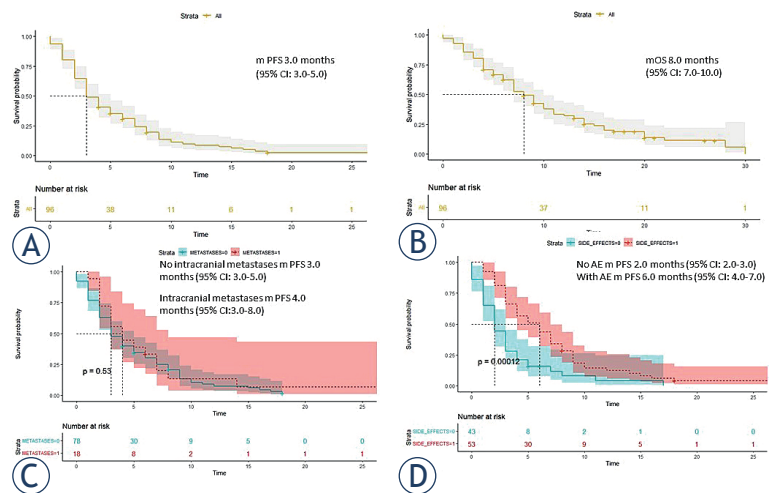 Strata All
1.00
0.75
0.50
0.25
0.00
Survival probability
m PFS 3.0 months
(95% CI: 3.0-5.0)
0 5 10 15 20 25
Time
Number at risk
Strata
All 96 38 11 6 1 1
0 5 10 15 20 25
Time
A
Strata All
1.00
0.75
0.50
0.25
0.00
Survival probability
mOS 8.0 months
(95% CI: 7.0-10.0)
0 10 20 30
Time
Number at risk
Strata
All 96 37 11 1
0 10 20 30
Time
B
Strata METASTASES=0 METASTASES=1
1.00
0.75
0.50
0.25
0.00
Survival probability
No intracranial metastases m PFS 3.0
months (95% CI: 3.0-5.0)
Intracranial metastases m PFS 4.0
months (95% CI:3.0-8.0)
p = 0.53
0 5 10 15 20 25
Time
Number at risk
Strata
METASTASES=0 78 30 9 5 0 0
METASTASES=1 18 8 2 1 1 1
0 5 10 15 20 25
Time
C
Strata SIDE_EFFECTS=0 SIDE_EFFECTS=1
1.00
0.75
0.50
0.25
0.00
Survival probability
No AE m PFS 2.0 months (95% CI: 2.0-3.0)
With AE m PFS 6.0 months (95% CI: 4.0-7.0)
p = 0.00012
0 5 10 15 20 25
Time
Number at risk
Strata
SIDE_EFFECTS=0 43 8 2 1 0 0
SIDE_EFFECTS=1 53 30 9 5 1 1
0 5 10 15 20 25
Time
D